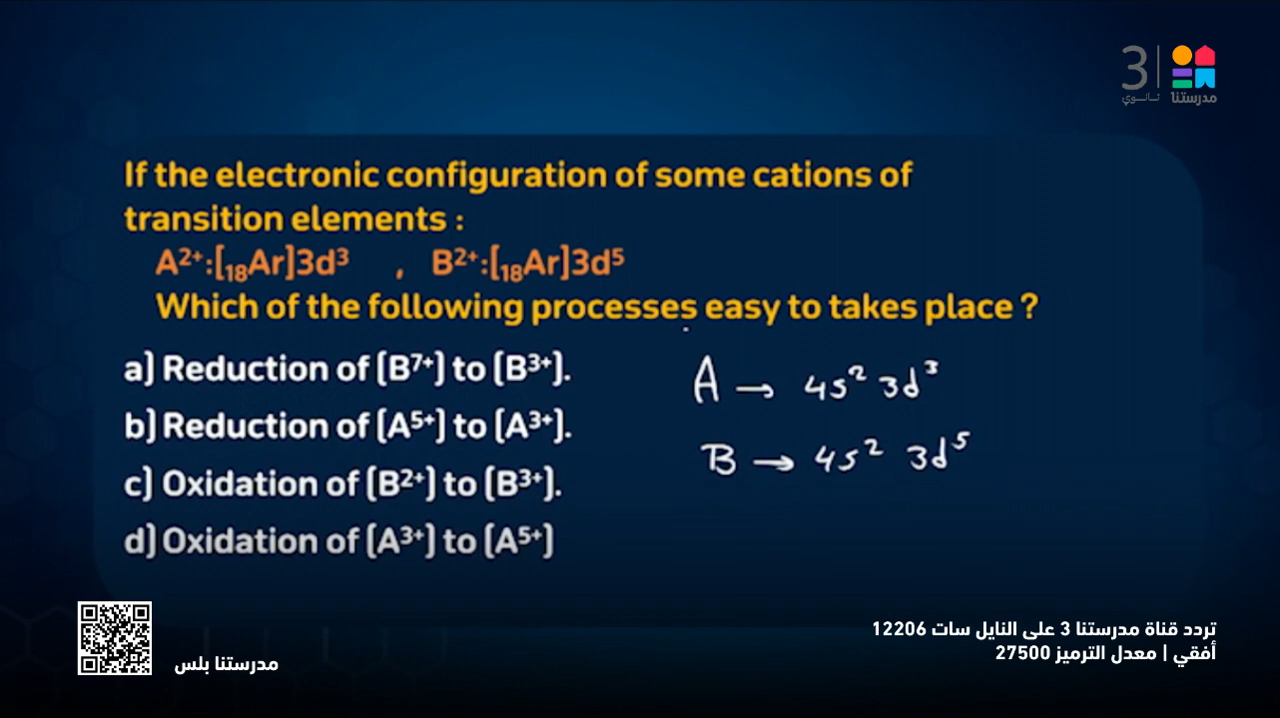 3
ثانوي
مدرستنا
If the electronic configuration of some cations of
transition elements :
A²⁺:[₁₈Ar]3d³ , B²⁺:[₁₈Ar]3d⁵
Which of the following processes easy to takes place ?
a) Reduction of (B⁷⁺) to (B³⁺).
b) Reduction of (A⁵⁺) to (A³⁺).
c) Oxidation of (B²⁺) to (B³⁺).
d) Oxidation of (A³⁺) to (A⁵⁺)
A → 4s² 3d³
B → 4s² 3d⁵
مدرستنا بلس
تردد قناة مدرستنا 3 على النايل سات 12206
أفقي | معدل الترميز 27500